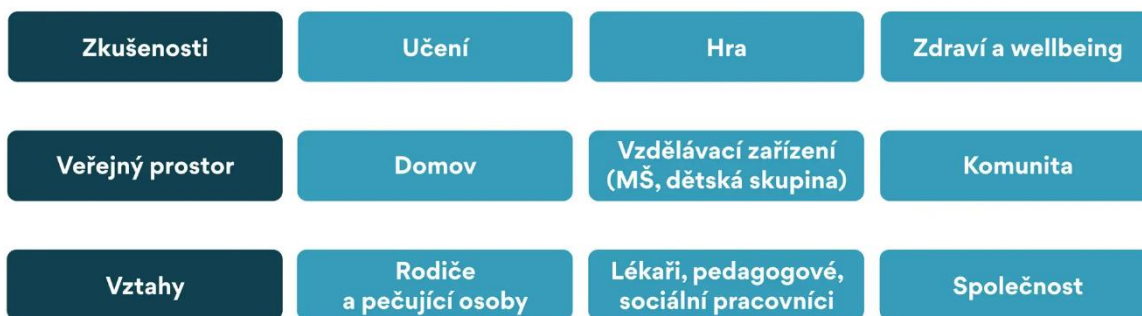 Zkušenosti
Učení
Hra
Zdraví a wellbeing
Veřejný prostor
Domov
Vzdělávací zařízení
(MŠ, dětská skupina)
Komunita
Vztahy
Rodiče
a pečující osoby
Lékaři, pedagogové,
sociální pracovníci
Společnost